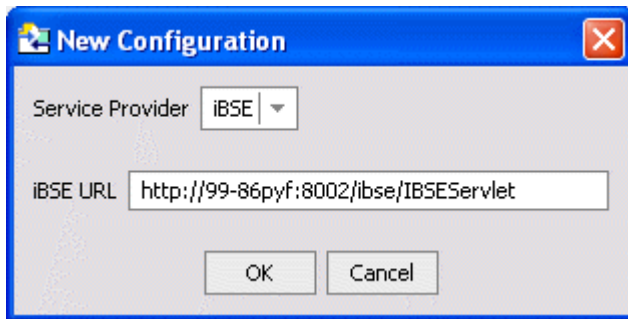 New Configuration
Service Provider iBSE
iBSE URL http://99-86pyf:8002/ibse/IBSEServlet
OK Cancel